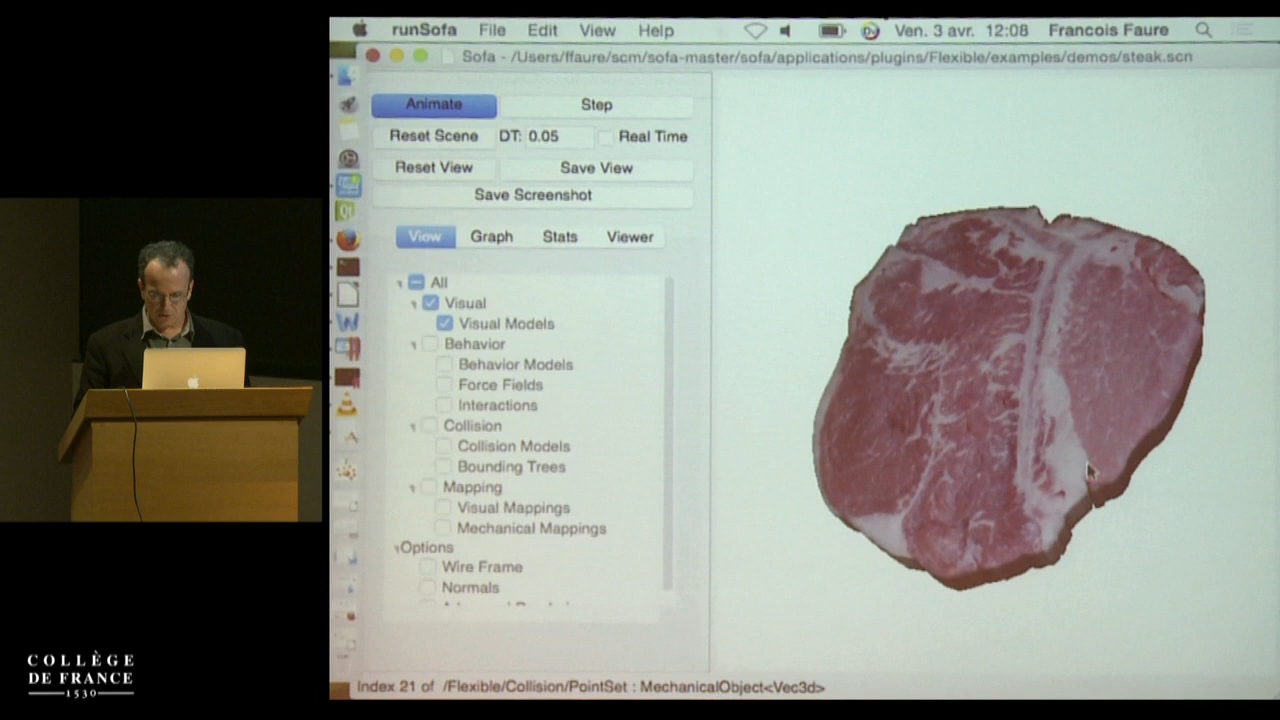 runSofa File Edit View Help Ven. 3 avr. 12:08 Francois Faure
Sofa - /Users/ffaure/scm/sofa-master/sofa/applications/plugins/Flexible/examples/demos/steak.scn
Animate Step
Reset Scene DT: 0.05 Real Time
Reset View Save View
Save Screenshot
View Graph Stats Viewer
All
Visual
Visual Models
Behavior
Behavior Models
Force Fields
Interactions
Collision
Collision Models
Bounding Trees
Mapping
Visual Mappings
Mechanical Mappings
Options
Wire Frame
Normals
Index 21 of /Flexible/Collision/PointSet : MechanicalObject<Vec3d>
COLLÈGE
DE FRANCE
1530